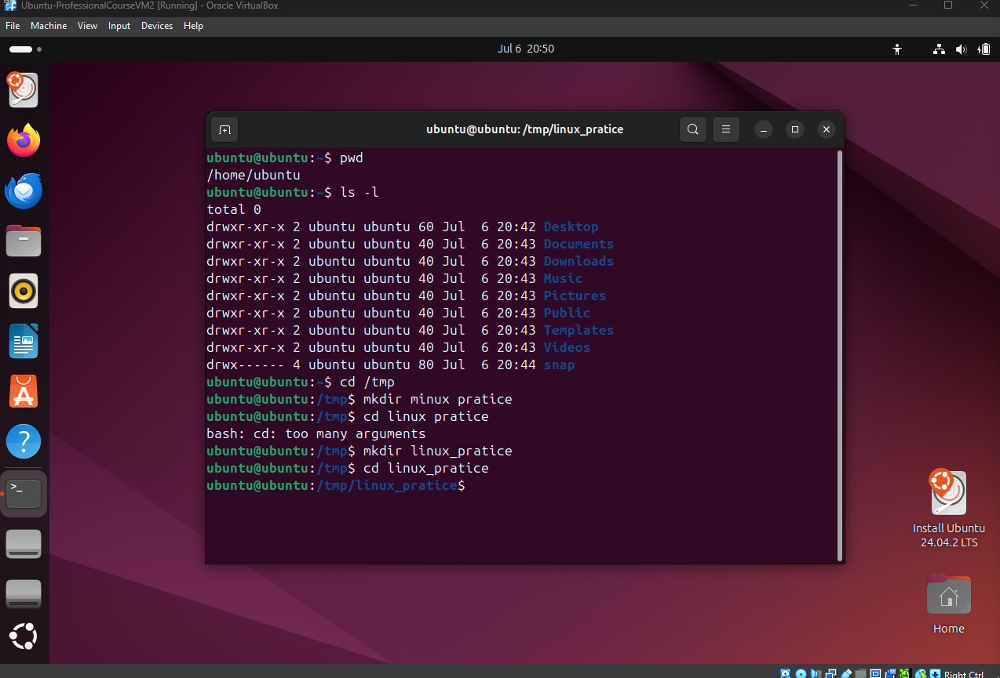 Ubuntu-ProfessionalCourseVM2 [Running] - Oracle VirtualBox
File Machine View Input Devices Help
Jul 6 20:50
ubuntu@ubuntu: /tmp/linux_pratice
ubuntu@ubuntu:~$ pwd
/home/ubuntu
ubuntu@ubuntu:~$ ls -l
total 0
drwxr-xr-x 2 ubuntu ubuntu 60 Jul  6 20:42 Desktop
drwxr-xr-x 2 ubuntu ubuntu 40 Jul  6 20:43 Documents
drwxr-xr-x 2 ubuntu ubuntu 40 Jul  6 20:43 Downloads
drwxr-xr-x 2 ubuntu ubuntu 40 Jul  6 20:43 Music
drwxr-xr-x 2 ubuntu ubuntu 40 Jul  6 20:43 Pictures
drwxr-xr-x 2 ubuntu ubuntu 40 Jul  6 20:43 Public
drwxr-xr-x 2 ubuntu ubuntu 40 Jul  6 20:43 Templates
drwxr-xr-x 2 ubuntu ubuntu 40 Jul  6 20:43 Videos
drwx------ 4 ubuntu ubuntu 80 Jul  6 20:44 snap
ubuntu@ubuntu:~$ cd /tmp
ubuntu@ubuntu:/tmp$ mkdir minux pratice
ubuntu@ubuntu:/tmp$ cd linux pratice
bash: cd: too many arguments
ubuntu@ubuntu:/tmp$ mkdir linux_pratice
ubuntu@ubuntu:/tmp$ cd linux_pratice
ubuntu@ubuntu:/tmp/linux_pratice$
Install Ubuntu
24.04.2 LTS
Home
Right Ctrl